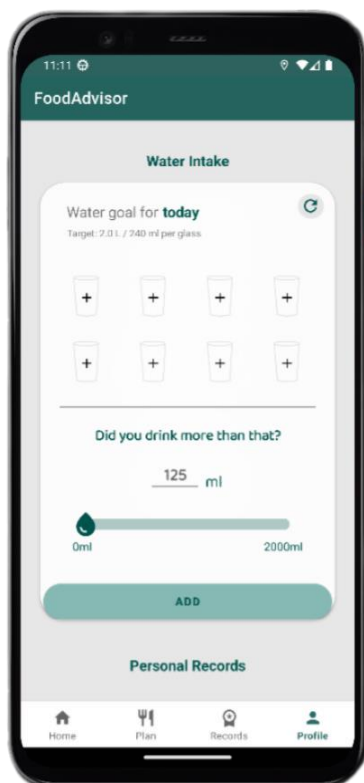 11:11
FoodAdvisor
Water Intake
Water goal for today
Target: 2.0 L / 240 ml per glass
+ + + +
+ + + +
Did you drink more than that?
125 ml
0ml 2000ml
ADD
Personal Records
Home Plan Records Profile